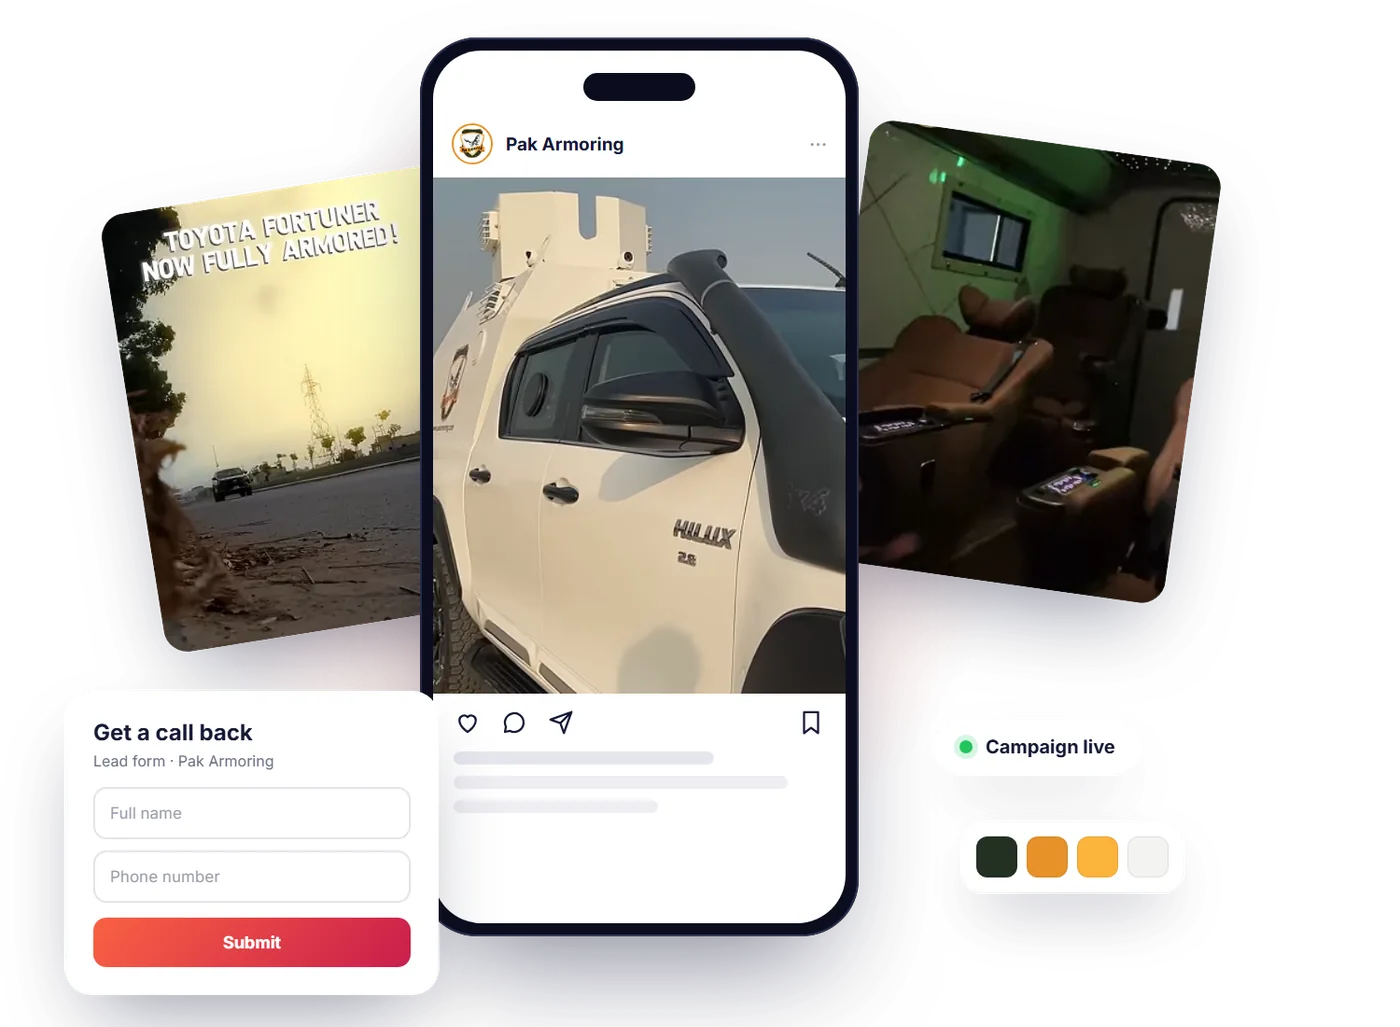 Pak Armoring
TOYOTA FORTUNER
NOW FULLY ARMORED!
HILUX
2.8
Get a call back
Lead form · Pak Armoring
Full name
Phone number
Submit
Campaign live